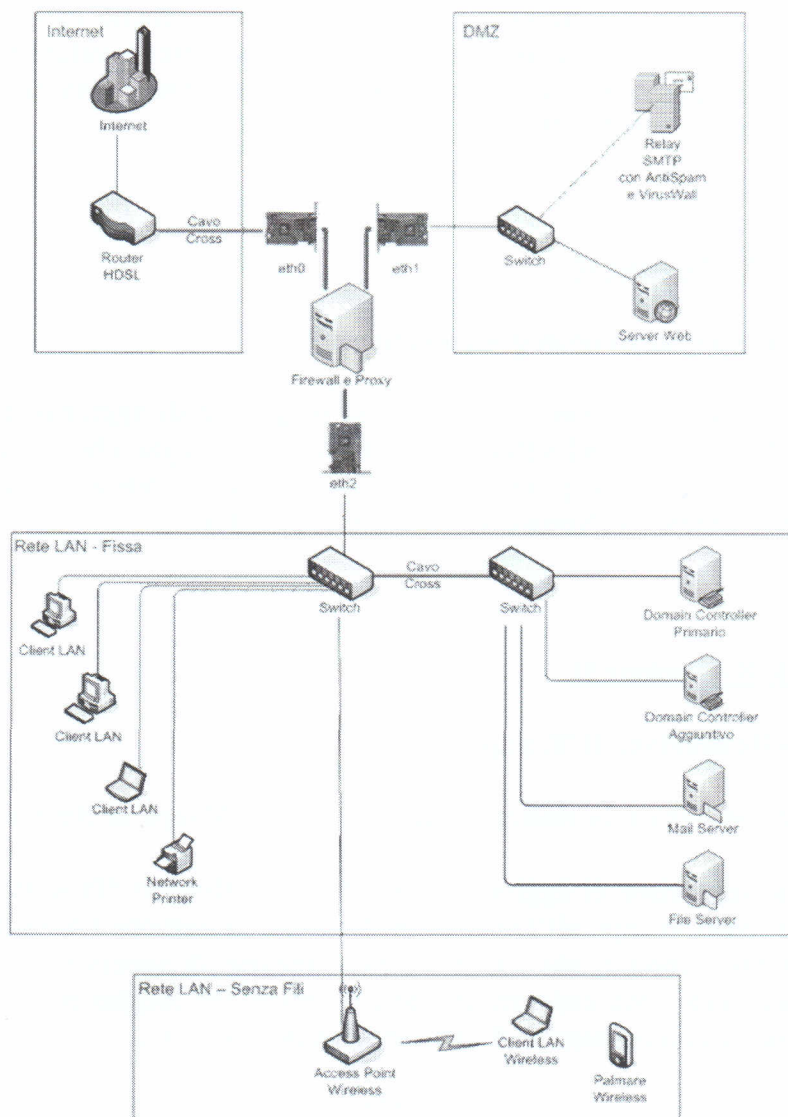 Internet
Internet
Router
HDSL
Cavo
Cross
eth0
eth1
Firewall e Proxy
eth2
DMZ
Relay
SMTP
con AntiSpam
e VirusWall
Switch
Server Web
Rete LAN - Fissa
Switch
Cavo
Cross
Switch
Client LAN
Client LAN
Client LAN
Network
Printer
Domain Controller
Primario
Domain Controller
Aggiuntivo
Mail Server
File Server
Rete LAN – Senza Fili
Access Point
Wireless
Client LAN
Wireless
Palmare
Wireless